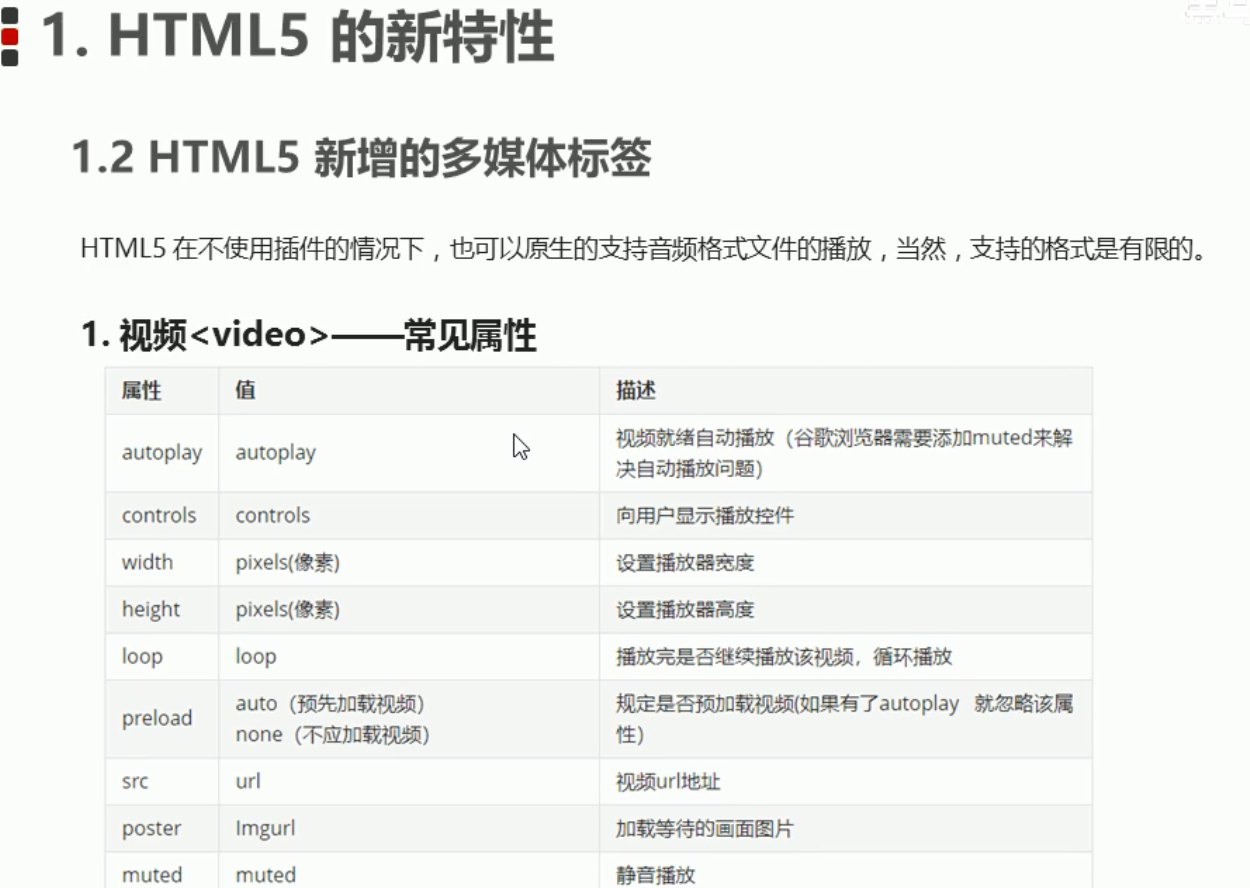 1. HTML5 的新特性
1.2 HTML5 新增的多媒体标签
HTML5 在不使用插件的情况下，也可以原生的支持音频格式文件的播放，当然，支持的格式是有限的。
1. 视频<video>——常见属性
属性 值 描述
autoplay autoplay 视频就绪自动播放（谷歌浏览器需要添加muted来解
决自动播放问题）
controls controls 向用户显示播放控件
width pixels(像素) 设置播放器宽度
height pixels(像素) 设置播放器高度
loop loop 播放完是否继续播放该视频，循环播放
preload auto（预先加载视频） 规定是否预加载视频(如果有了autoplay 就忽略该属
none（不应加载视频） 性）
src url 视频url地址
poster Imgurl 加载等待的画面图片
muted muted 静音播放